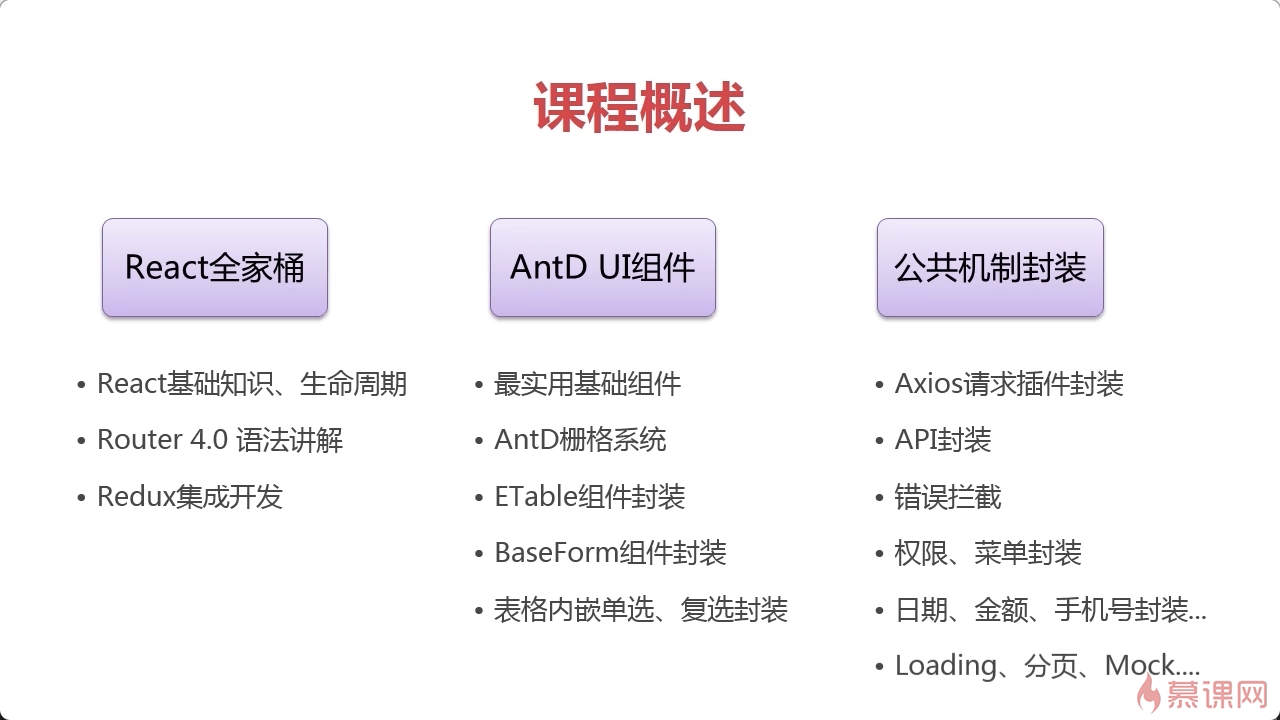 课程概述
React全家桶
React基础知识、生命周期
Router 4.0 语法讲解
Redux集成开发
AntD UI组件
最实用基础组件
AntD栅格系统
ETable组件封装
BaseForm组件封装
表格内嵌单选、复选封装
公共机制封装
Axios请求插件封装
API封装
错误拦截
权限、菜单封装
日期、金额、手机号封装...
Loading、分页、Mock....
慕课网